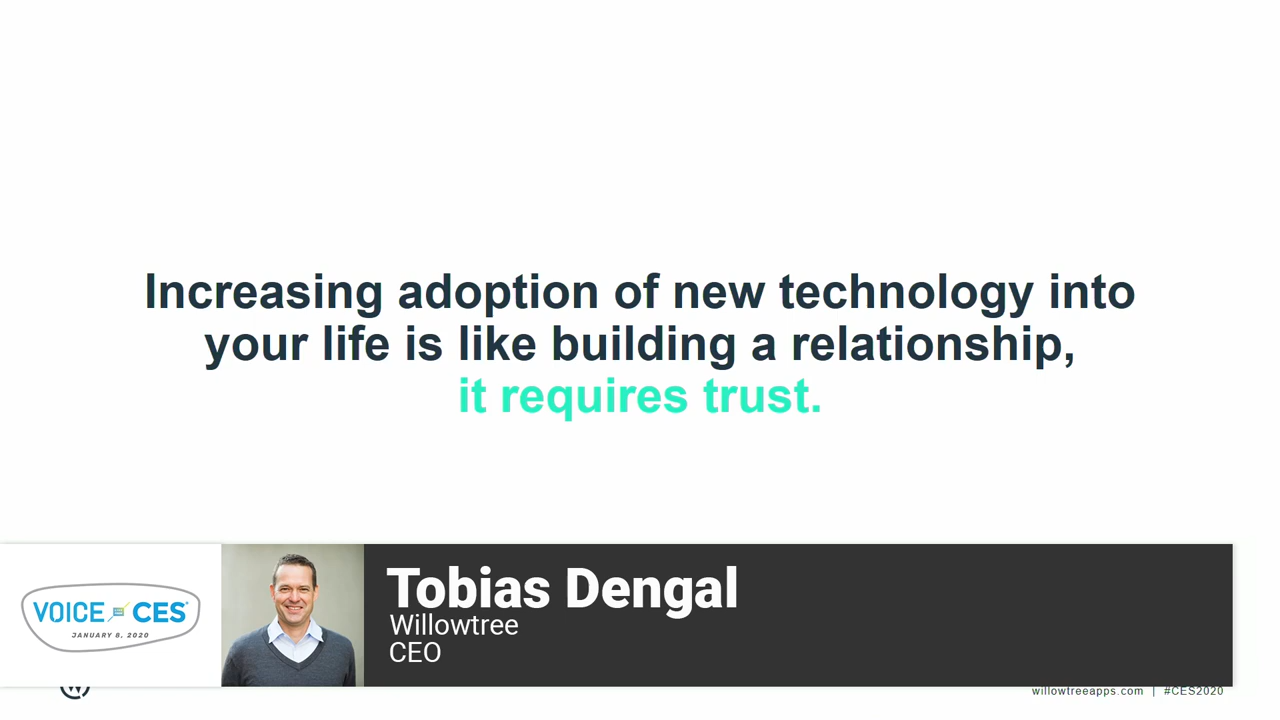 Increasing adoption of new technology into
your life is like building a relationship,
it requires trust.
VOICE CES
JANUARY 8, 2020
Tobias Dengal
Willowtree
CEO
willowtreeapps.com | #CES2020